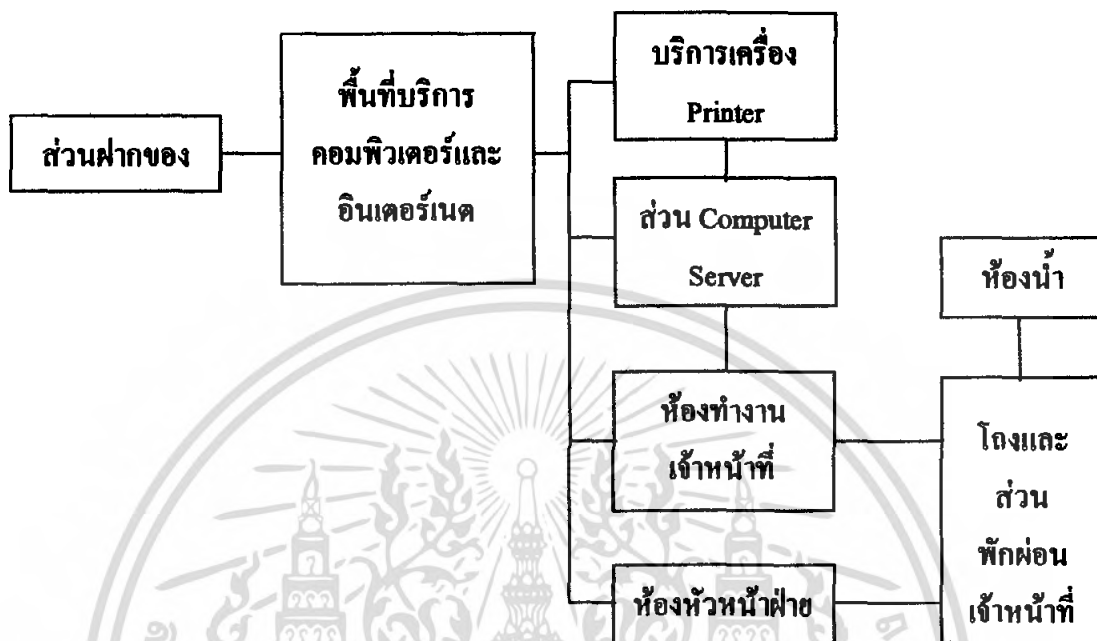 ส่วนฝากของ
พื้นที่บริการ
คอมพิวเตอร์และ
อินเตอร์เนต
บริการเครื่อง
Printer
ส่วน Computer
Server
ห้องทำงาน
เจ้าหน้าที่
ห้องหัวหน้าฝ่าย
ห้องน้ำ
โถงและ
ส่วน
พักผ่อน
เจ้าหน้าที่